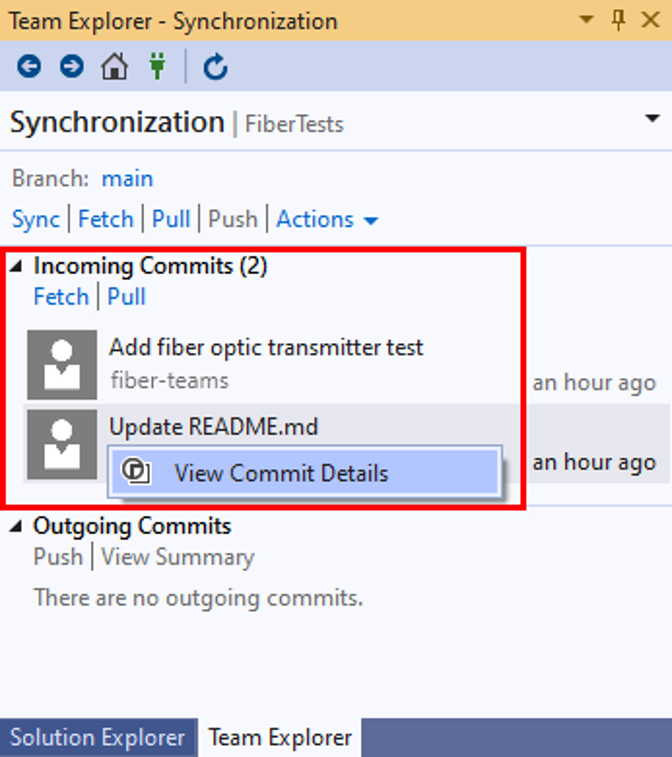 Team Explorer - Synchronization
Synchronization | FiberTests
Branch: main
Sync | Fetch | Pull | Push | Actions
Incoming Commits (2)
Fetch | Pull
Add fiber optic transmitter test
fiber-teams
an hour ago
Update README.md
View Commit Details
an hour ago
Outgoing Commits
Push | View Summary
There are no outgoing commits.
Solution Explorer
Team Explorer